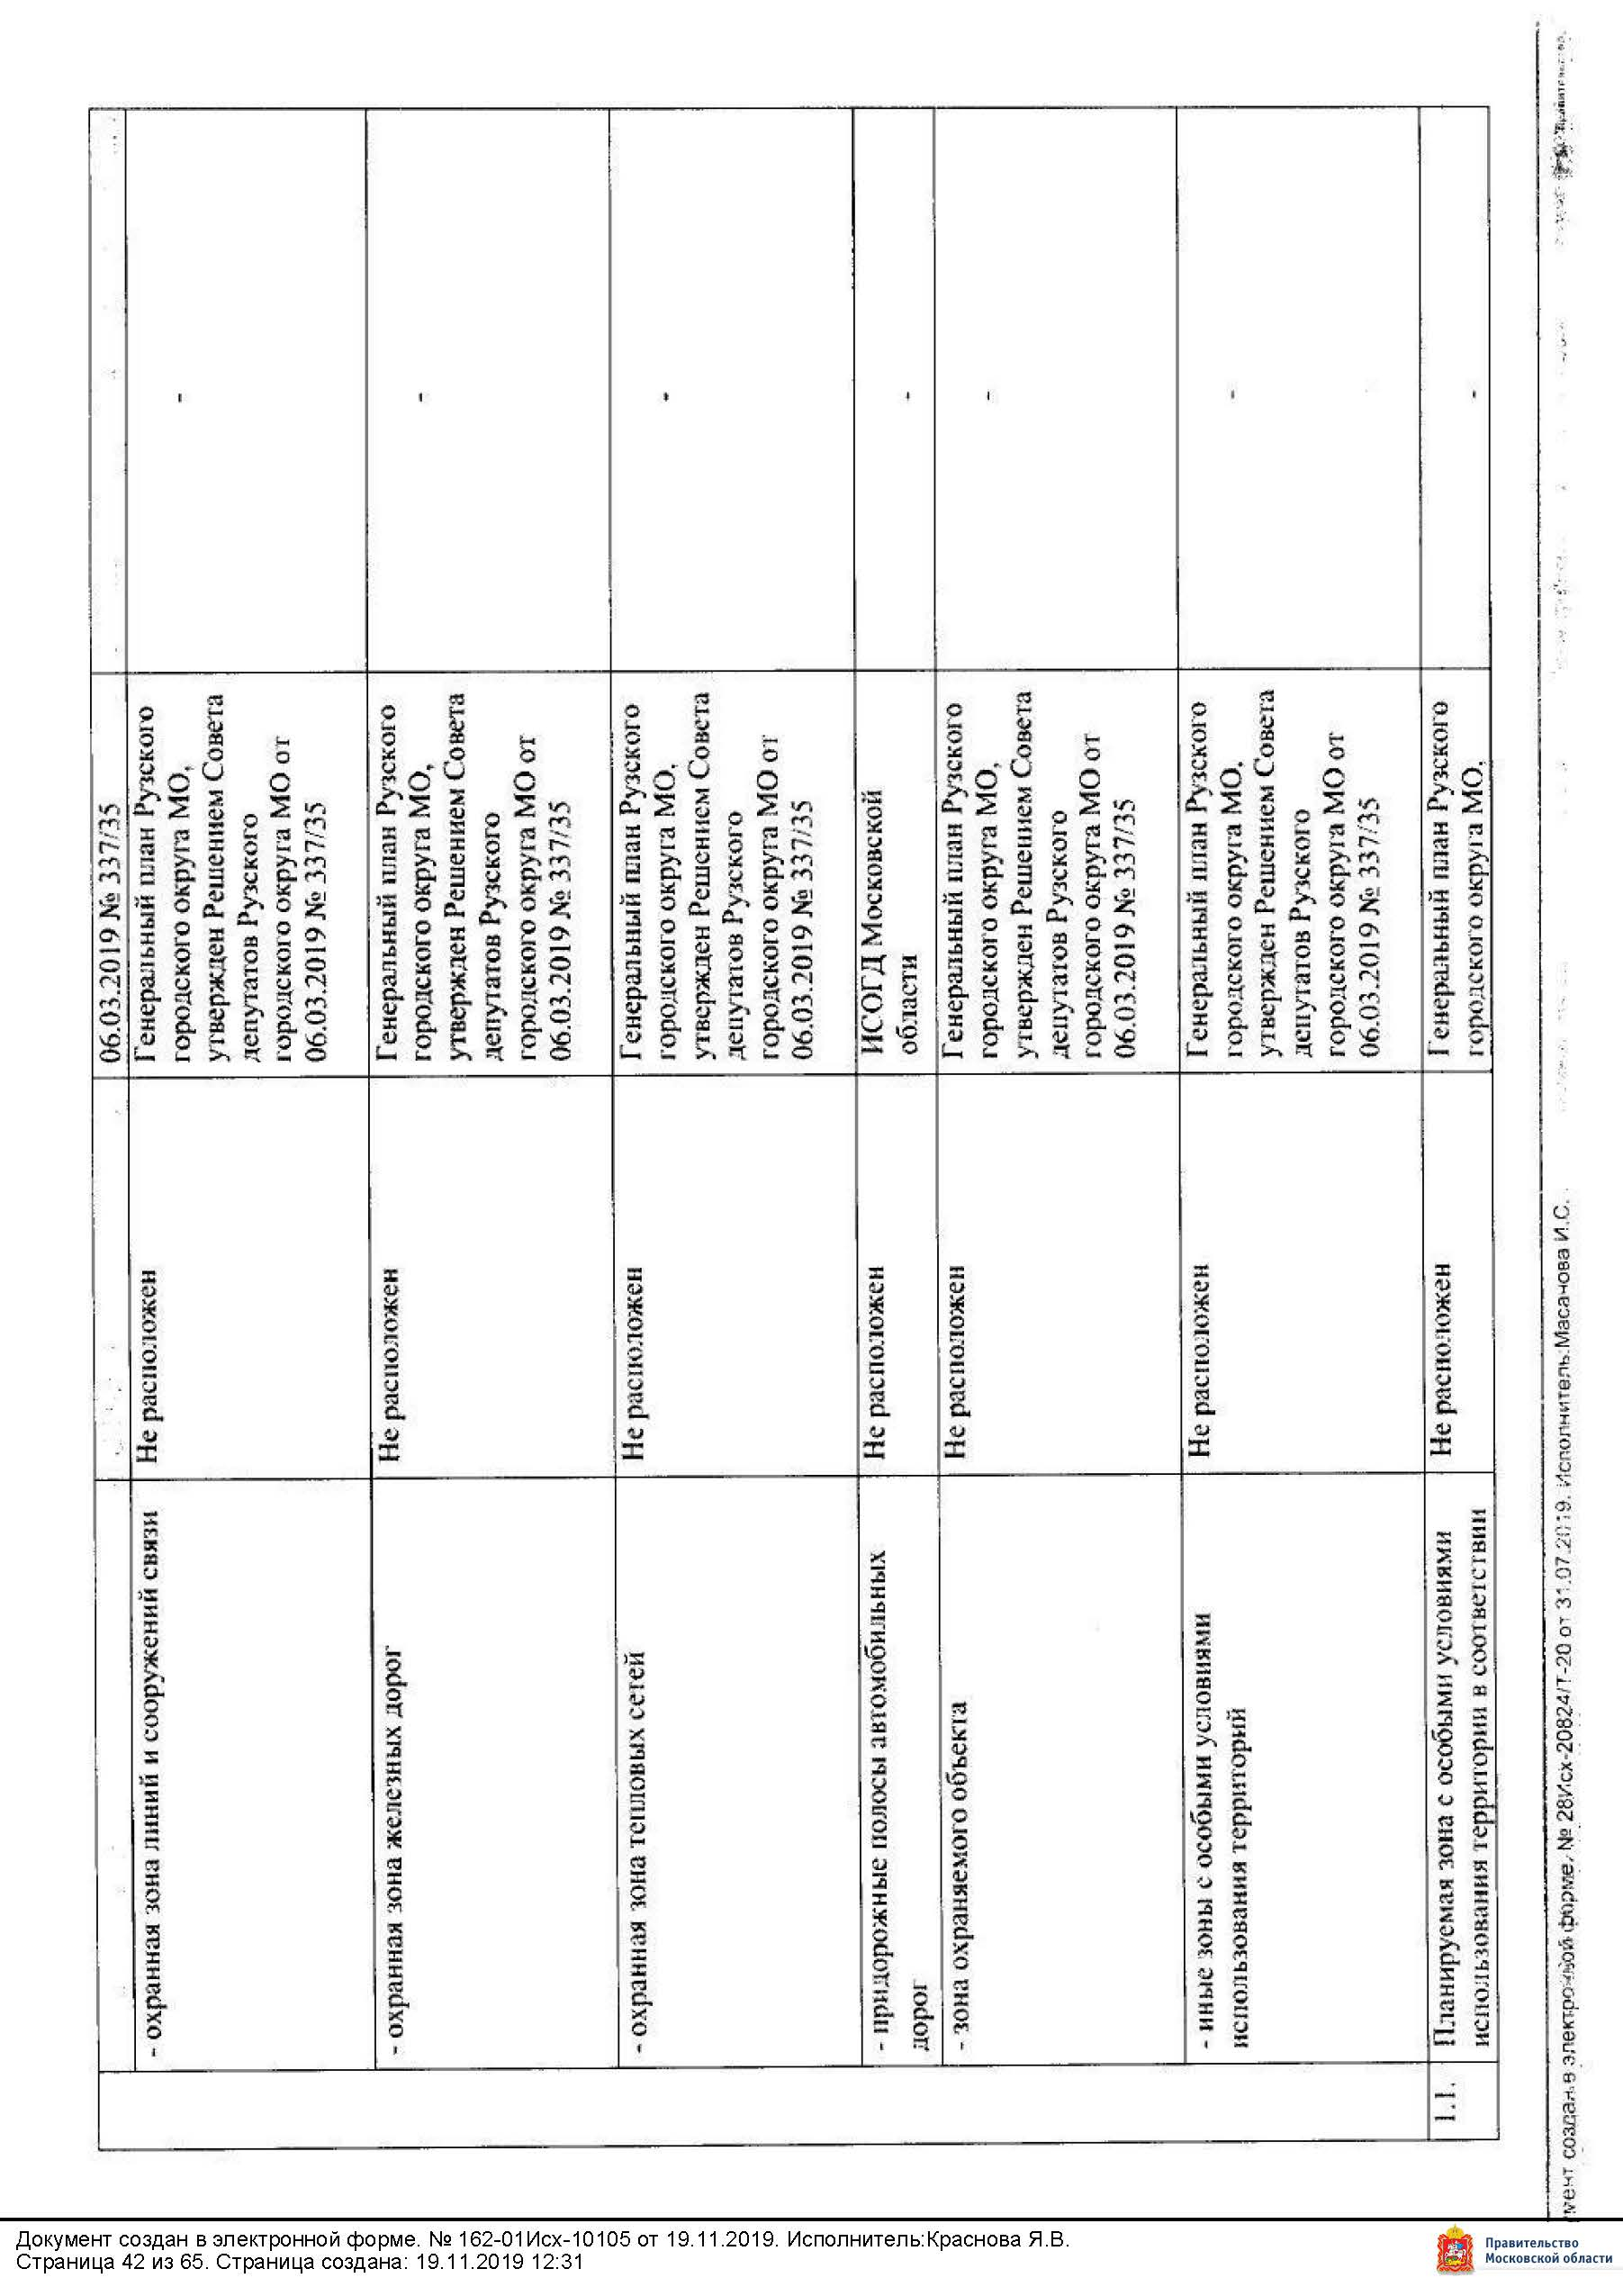 06.03.2019 № 337/35
- охранная зона линий и сооружений связи
Не расположен
Генеральный план Рузского
городского округа МО,
утвержден Решением Совета
депутатов Рузского
городского округа МО от
06.03.2019 № 337/35
-
- охранная зона железных дорог
Не расположен
Генеральный план Рузского
городского округа МО,
утвержден Решением Совета
депутатов Рузского
городского округа МО от
06.03.2019 № 337/35
-
- охранная зона тепловых сетей
Не расположен
Генеральный план Рузского
городского округа МО,
утвержден Решением Совета
депутатов Рузского
городского округа МО от
06.03.2019 № 337/35
-
- придорожные полосы автомобильных
дорог
Не расположен
ИСОГД Московской
области
-
- зона охраняемого объекта
Не расположен
Генеральный план Рузского
городского округа МО,
утвержден Решением Совета
депутатов Рузского
городского округа МО от
06.03.2019 № 337/35
-
- иные зоны с особыми условиями
использования территорий
Не расположен
Генеральный план Рузского
городского округа МО,
утвержден Решением Совета
депутатов Рузского
городского округа МО от
06.03.2019 № 337/35
-
1.1.
Планируемая зона с особыми условиями
использования территории в соответствии
Не расположен
Генеральный план Рузского
городского округа МО,
-
мент создан в электронной форме. № 28Исх-20824/Т-20 от 31.07.2019. Исполнитель:Масачова И.С.
Документ создан в электронной форме. № 162-01Исх-10105 от 19.11.2019. Исполнитель:Краснова Я.В.
Страница 42 из 65. Страница создана: 19.11.2019 12:31
Правительство
Московской области